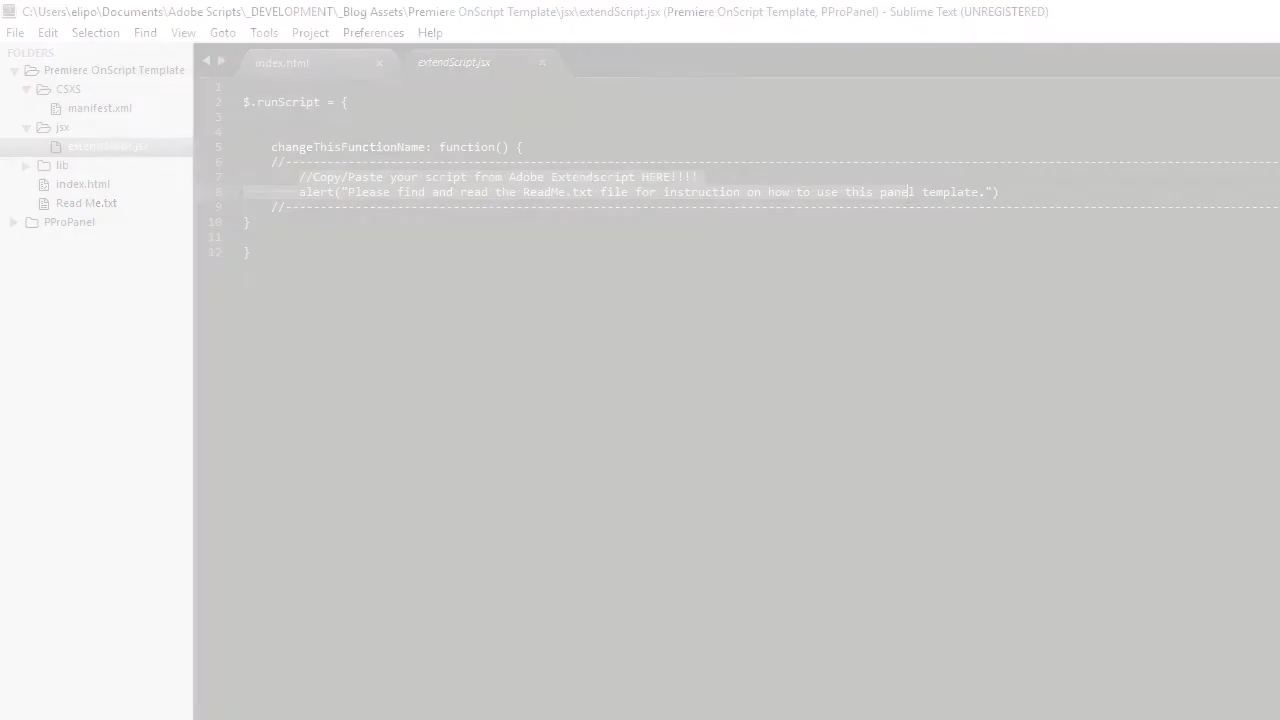 C:\Users\elipo\Documents\Adobe Scripts\_DEVELOPMENT\_Blog Assets\Premiere OnScript Template\jsx\extendScript.jsx (Premiere OnScript Template, PProPanel) - Sublime Text (UNREGISTERED)
File Edit Selection Find View Goto Tools Project Preferences Help
FOLDERS
Premiere OnScript Template
CSXS
manifest.xml
jsx
extendScript.jsx
lib
index.html
Read Me.txt
PProPanel
index.html × extendScript.jsx ×
1
2 $.runScript = {
3
4
5 changeThisFunctionName: function() {
6 //----------------------------------------------------------------------------------------------------------------------------------------------
7 //Copy/Paste your script from Adobe Extendscript HERE!!!!
8 alert("Please find and read the ReadMe.txt file for instruction on how to use this panel template.")
9 //----------------------------------------------------------------------------------------------------------------------------------------------
10 }
11
12 }